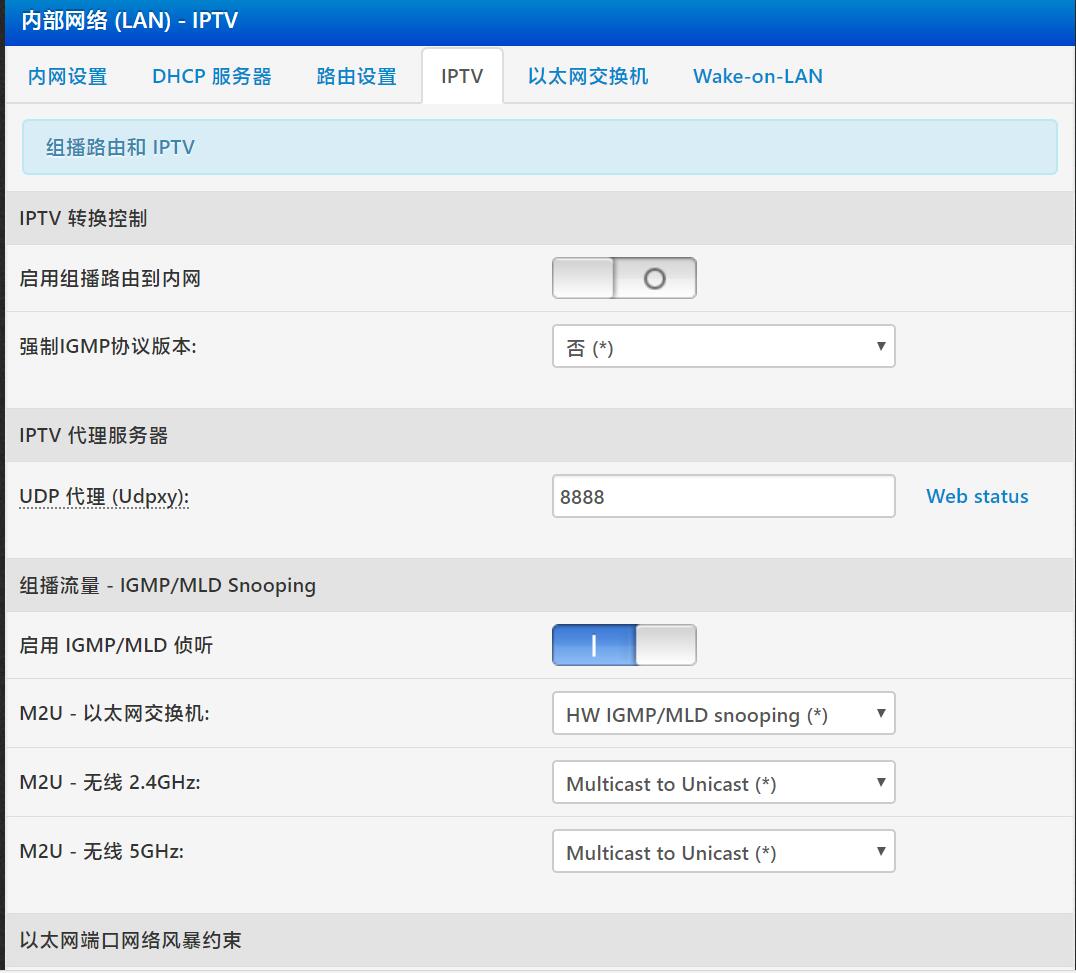 内部网络 (LAN) - IPTV
内网设置 DHCP 服务器 路由设置 IPTV 以太网交换机 Wake-on-LAN
组播路由和 IPTV
IPTV 转换控制
启用组播路由到内网
强制IGMP协议版本: 否 (*)
IPTV 代理服务器
UDP 代理 (Udpxy): 8888 Web status
组播流量 - IGMP/MLD Snooping
启用 IGMP/MLD 侦听
M2U - 以太网交换机: HW IGMP/MLD snooping (*)
M2U - 无线 2.4GHz: Multicast to Unicast (*)
M2U - 无线 5GHz: Multicast to Unicast (*)
以太网端口网络风暴约束